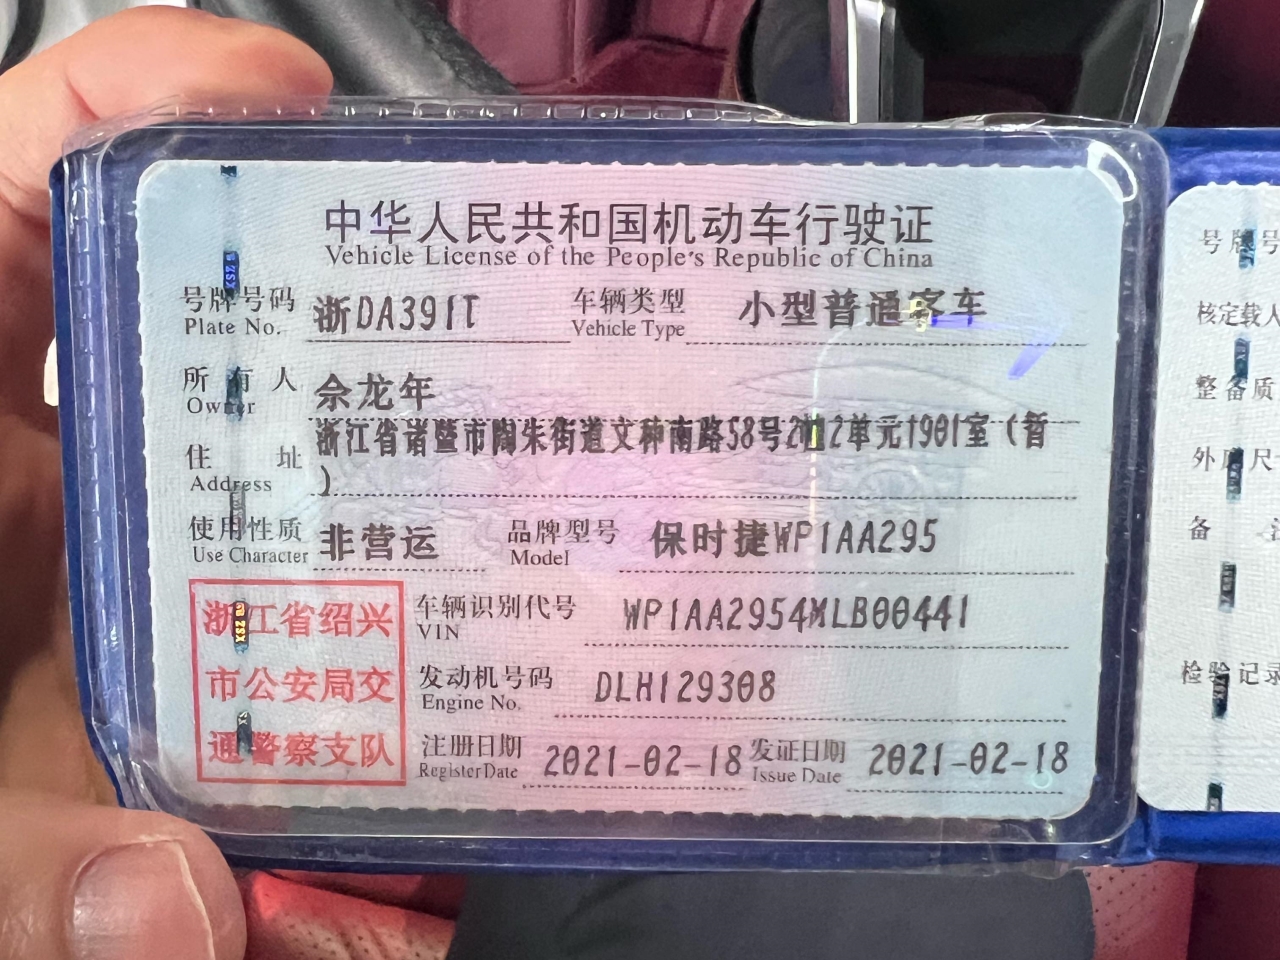 中华人民共和国机动车行驶证
Vehicle License of the People's Republic of China
号牌号码 浙DA391T 车辆类型 小型普通客车
Plate No. Vehicle Type
所有人 佘龙年
Owner
浙江省诸暨市陶朱街道文种南路58号2幢2单元1901室（暂
住址 ）
Address
使用性质 非营运 品牌型号 保时捷WP1AA295
Use Character Model
浙江省绍兴
市公安局交
通警察支队
车辆识别代号 WP1AA2954MLB00441
VIN
发动机号码 DLH129308
Engine No.
注册日期 2021-02-18 发证日期 2021-02-18
Register Date Issue Date
号牌号
核定载人
整备质
外廓尺寸
备 注
检验记录